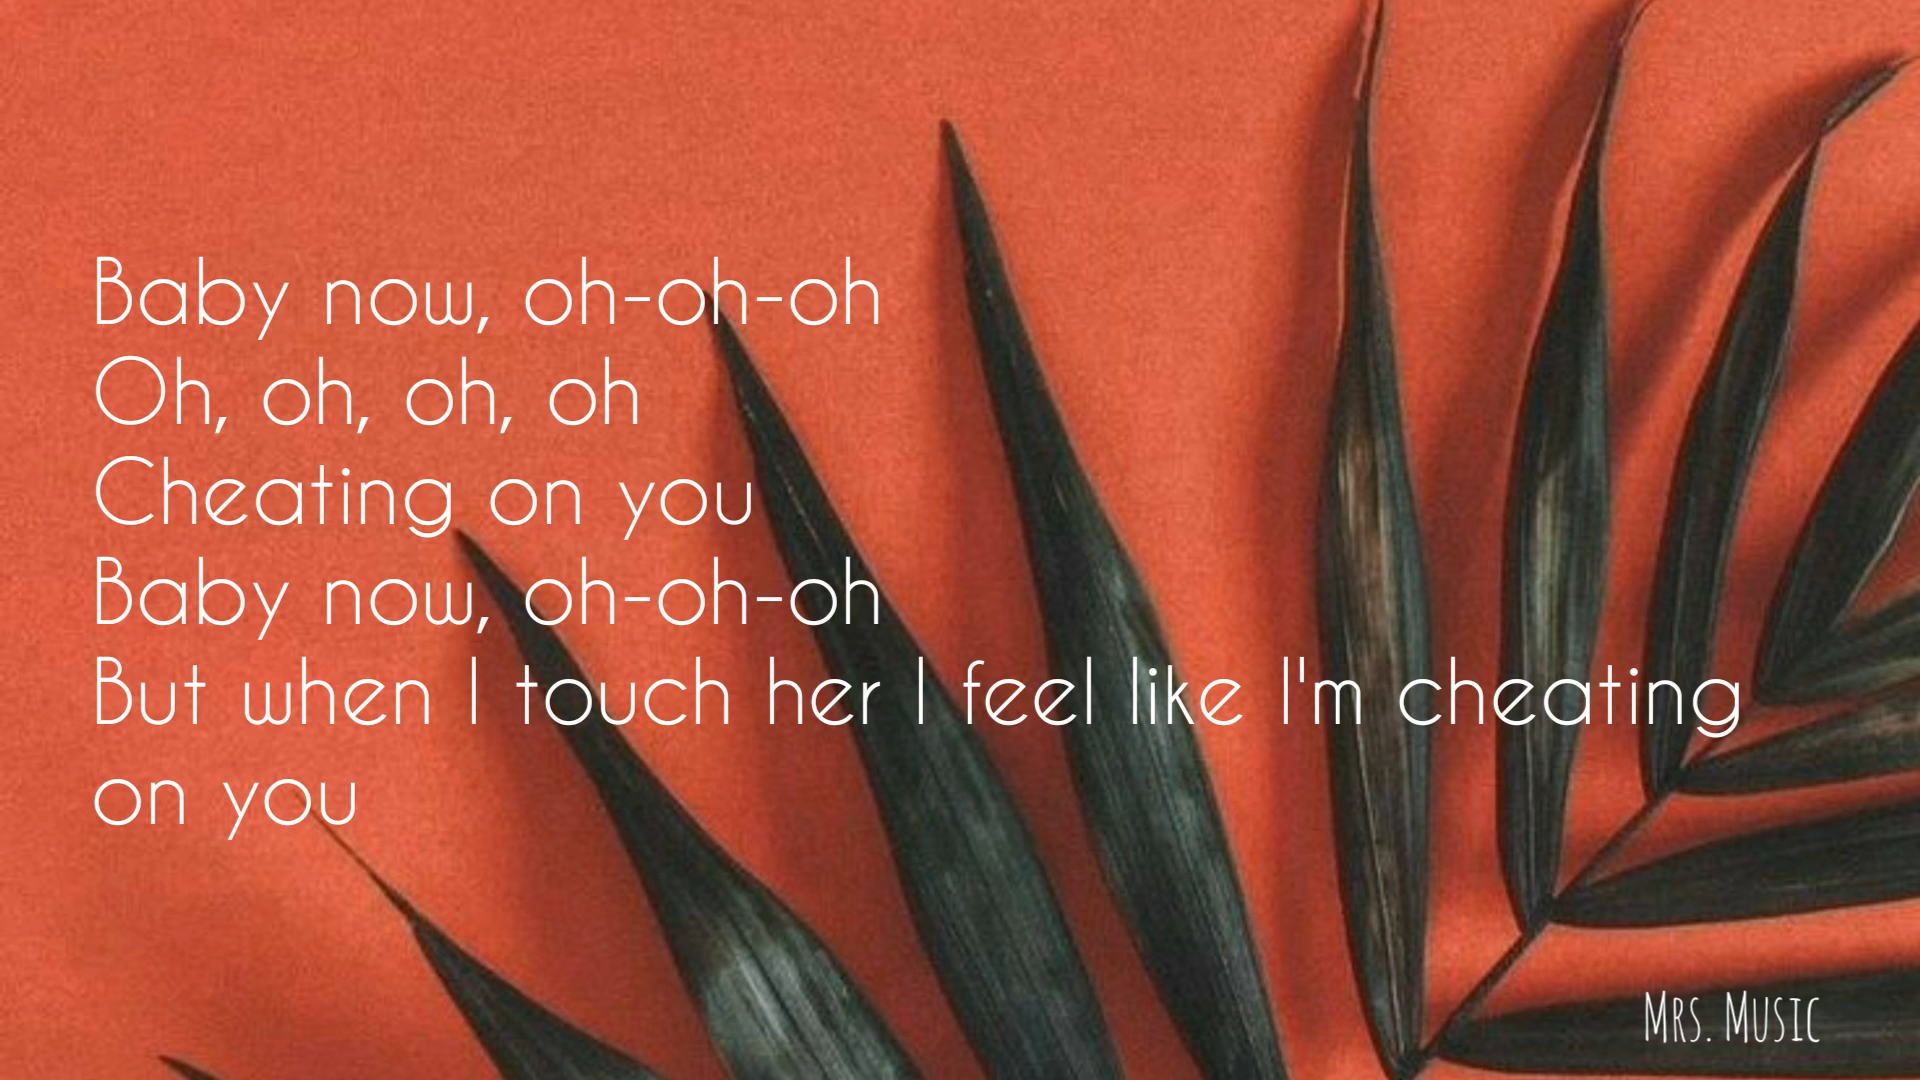 Baby now, oh-oh-oh
Oh, oh, oh, oh
Cheating on you
Baby now, oh-oh-oh
But when I touch her I feel like I'm cheating
on you
Mrs. Music